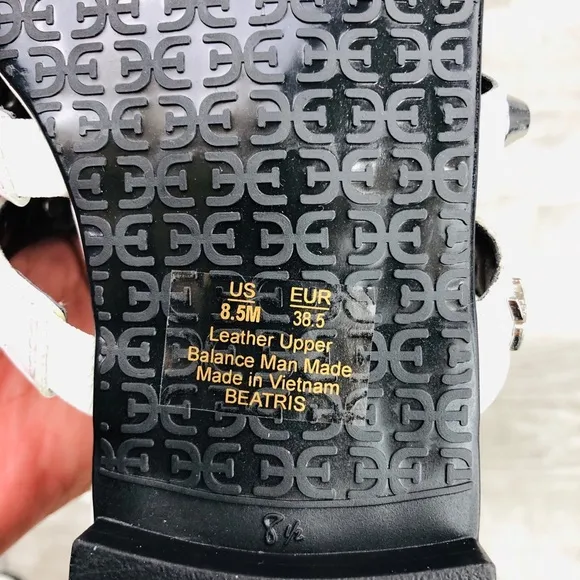 US EUR
8.5M 38.5
Leather Upper
Balance Man Made
Made in Vietnam
BEATRIS
8½